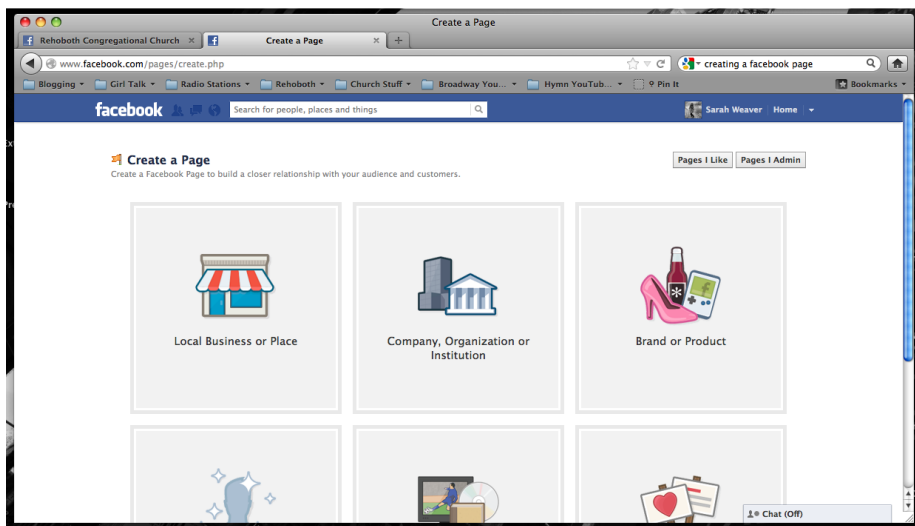 Create a Page
Rehoboth Congregational Church
Create a Page
www.facebook.com/pages/create.php
creating a facebook page
Blogging
Girl Talk
Radio Stations
Rehoboth
Church Stuff
Broadway You...
Hymn YouTub...
Pin It
Bookmarks
facebook
Search for people, places and things
Sarah Weaver
Home
Create a Page
Pages I Like
Pages I Admin
Create a Facebook Page to build a closer relationship with your audience and customers.
Local Business or Place
Company, Organization or
Institution
Brand or Product
Chat (Off)